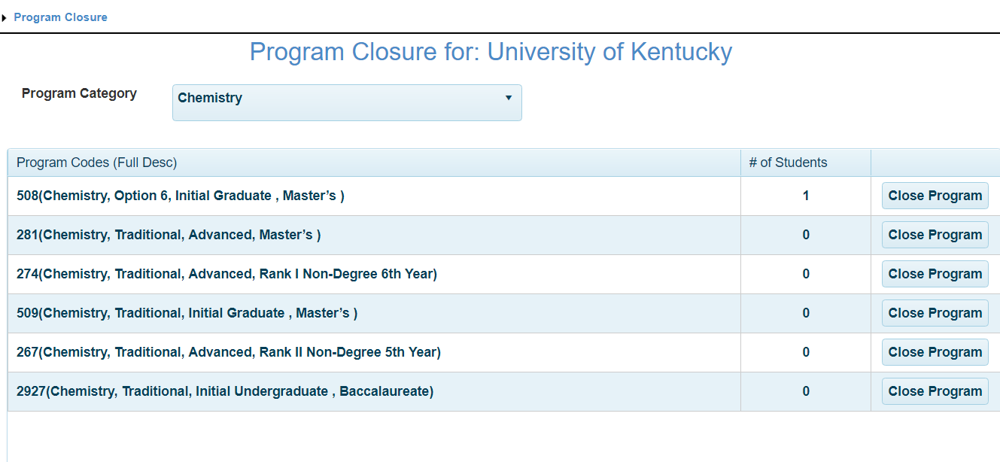 Program Closure
Program Closure for: University of Kentucky
Program Category
Chemistry
Program Codes (Full Desc) # of Students
508(Chemistry, Option 6, Initial Graduate , Master’s ) 1 Close Program
281(Chemistry, Traditional, Advanced, Master’s ) 0 Close Program
274(Chemistry, Traditional, Advanced, Rank I Non-Degree 6th Year) 0 Close Program
509(Chemistry, Traditional, Initial Graduate , Master’s ) 0 Close Program
267(Chemistry, Traditional, Advanced, Rank II Non-Degree 5th Year) 0 Close Program
2927(Chemistry, Traditional, Initial Undergraduate , Baccalaureate) 0 Close Program